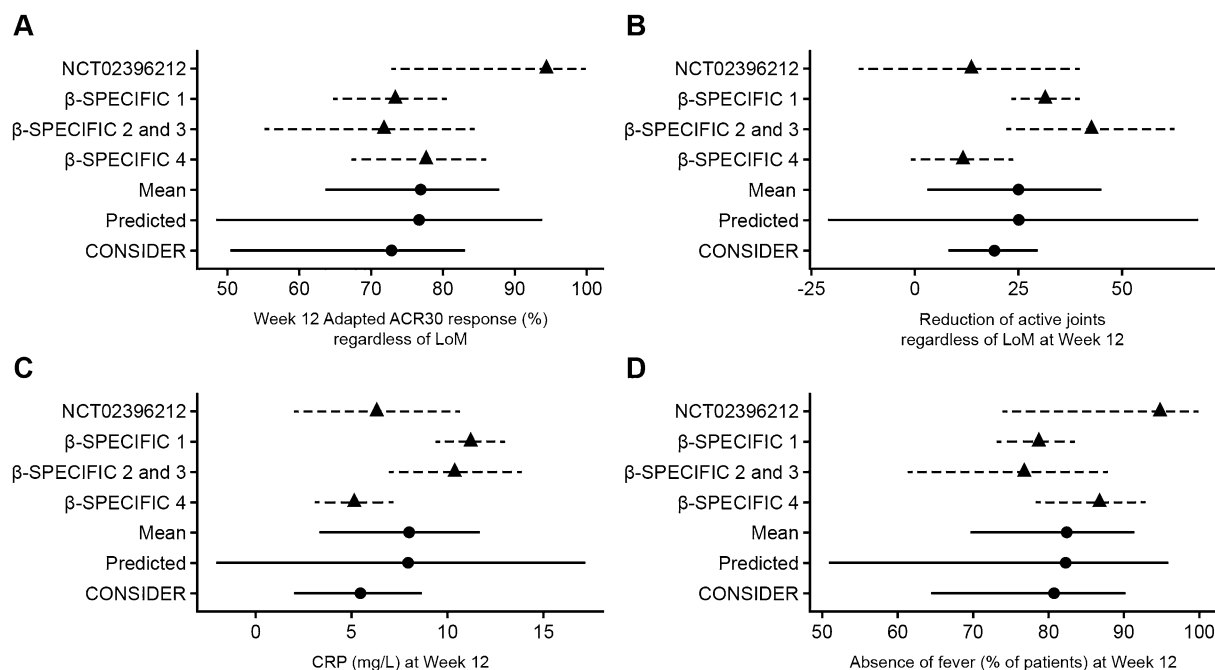 A
NCT02396212
β-SPECIFIC 1
β-SPECIFIC 2 and 3
β-SPECIFIC 4
Mean
Predicted
CONSIDER
50 60 70 80 90 100
Week 12 Adapted ACR30 response (%)
regardless of LoM
B
NCT02396212
β-SPECIFIC 1
β-SPECIFIC 2 and 3
β-SPECIFIC 4
Mean
Predicted
CONSIDER
-25 0 25 50
Reduction of active joints
regardless of LoM at Week 12
C
NCT02396212
β-SPECIFIC 1
β-SPECIFIC 2 and 3
β-SPECIFIC 4
Mean
Predicted
CONSIDER
0 5 10 15
CRP (mg/L) at Week 12
D
NCT02396212
β-SPECIFIC 1
β-SPECIFIC 2 and 3
β-SPECIFIC 4
Mean
Predicted
CONSIDER
50 60 70 80 90 100
Absence of fever (% of patients) at Week 12